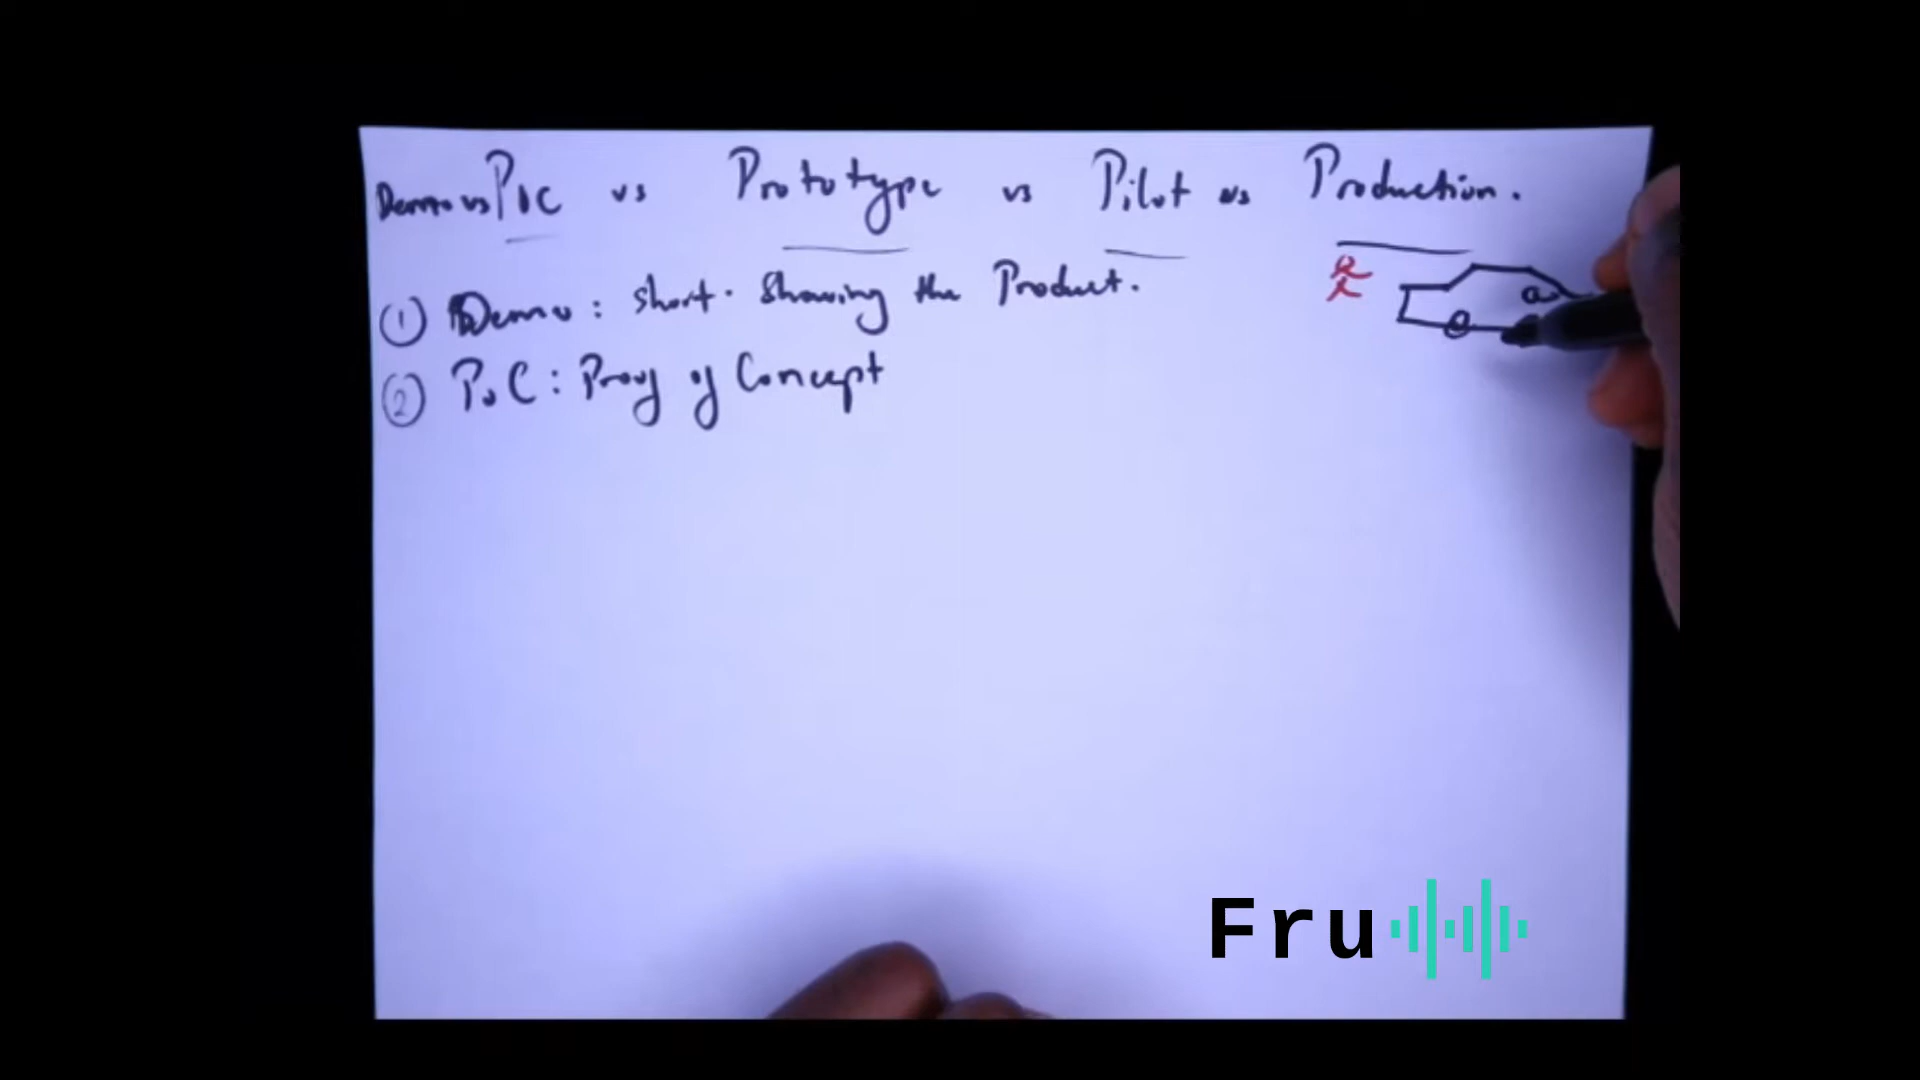 Demo vs PoC vs Prototype vs Pilot vs Production.
① Demo: short. Showing the Product.
② PoC: Proof of Concept
Fru